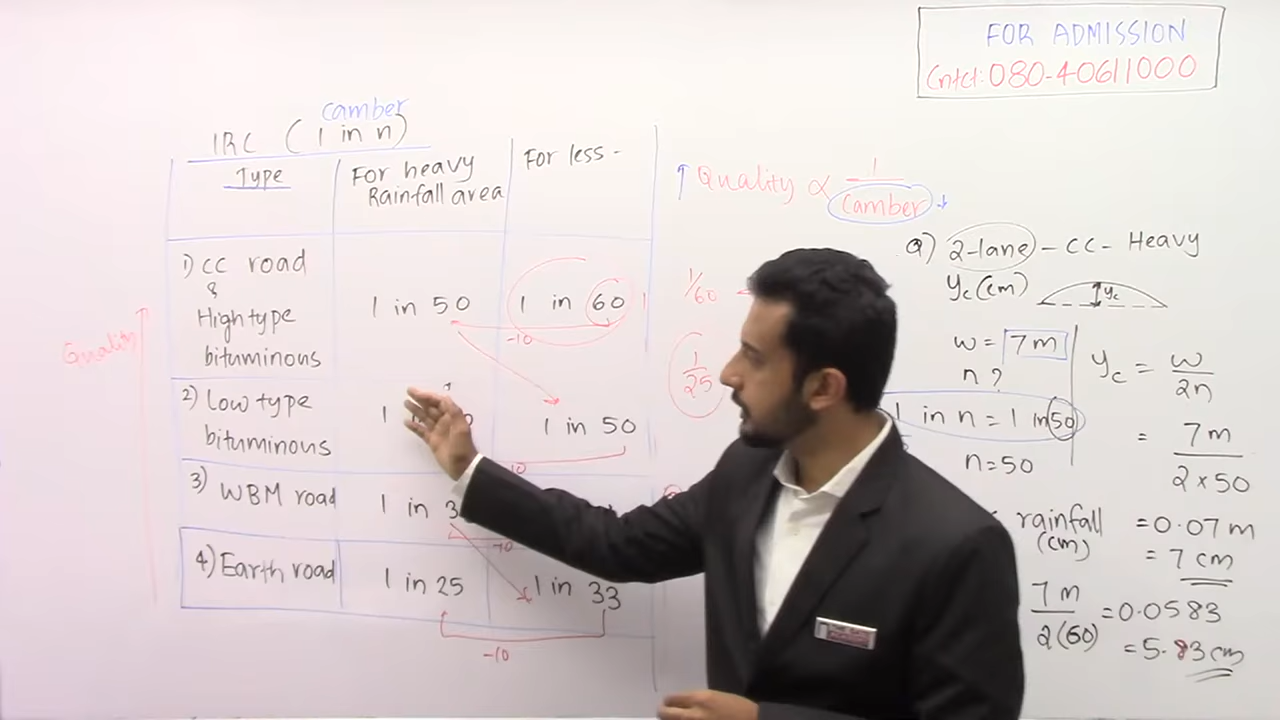 FOR ADMISSION
Cntct: 080-40611000
camber
IRC (1 in n)
Type
For heavy
Rainfall area
For less -
1) CC road
&
High type
bituminous
1 in 50
1 in 60
-10
2) Low type
bituminous
1 in 50
-10
3) WBM road
1 in 3
-10
4) Earth road
1 in 25
1 in 33
-10
Quality
↑ Quality ∝ 1/Camber ↓
1/60
1/25
Q) 2-lane - CC - Heavy
Yc (cm)
Yc
w = 7m
n ?
1 in n = 1 in 50
n = 50
Yc = w/2n
= 7m/2×50
= 0.07 m
= 7 cm
rainfall
(cm)
7m/2(60) = 0.0583
= 5.83 cm